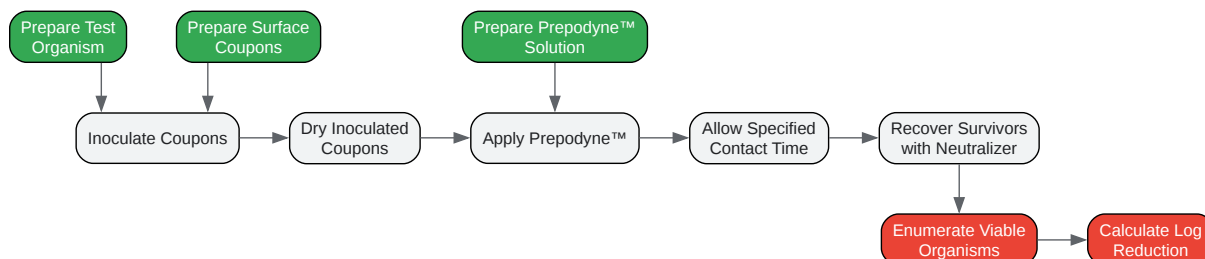 Prepare Test
Organism
Prepare Surface
Coupons
Prepare Prepodyne™
Solution
Inoculate Coupons
Dry Inoculated
Coupons
Apply Prepodyne™
Allow Specified
Contact Time
Recover Survivors
with Neutralizer
Enumerate Viable
Organisms
Calculate Log
Reduction